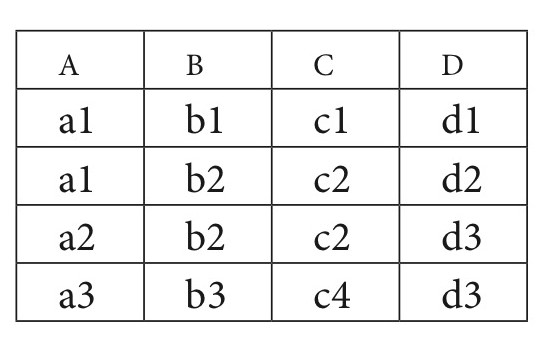 A B C D
a1 b1 c1 d1
a1 b2 c2 d2
a2 b2 c2 d3
a3 b3 c4 d3